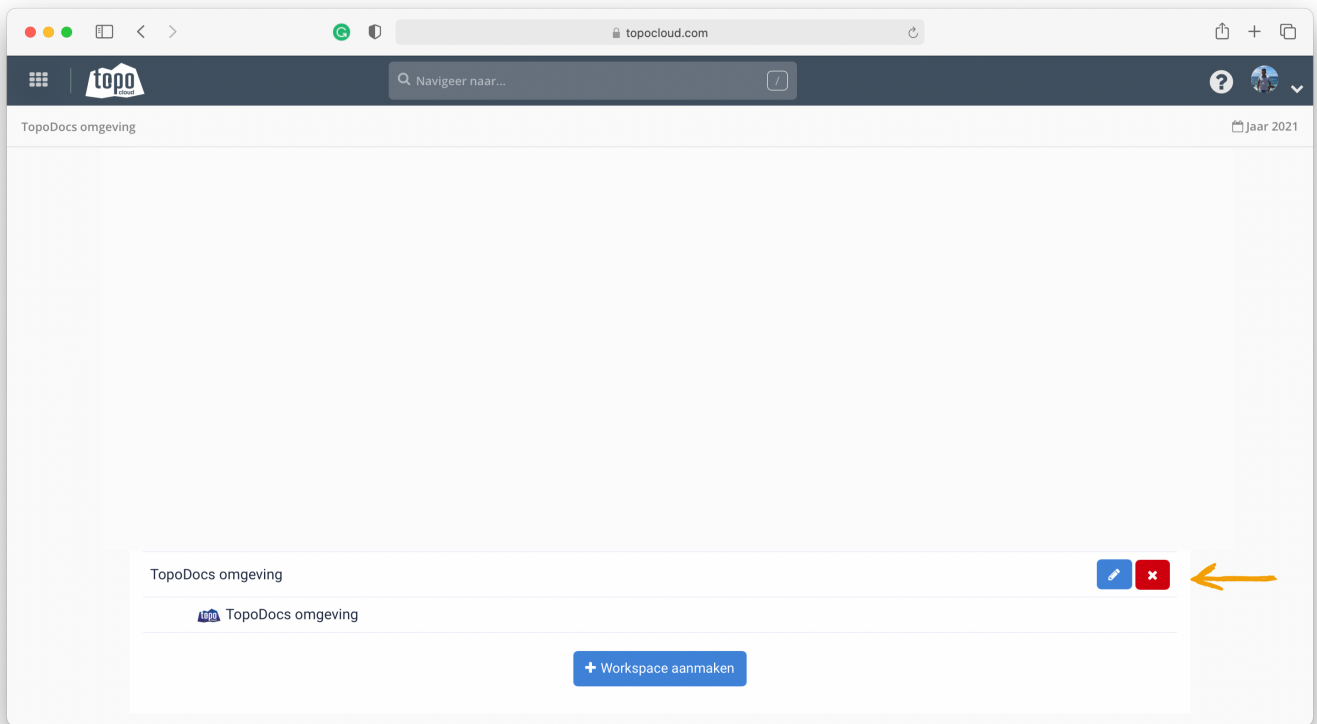 topocloud.com
topo
cloud
Navigeer naar...
/
?
TopoDocs omgeving
Jaar 2021
TopoDocs omgeving
topo
TopoDocs omgeving
+ Workspace aanmaken